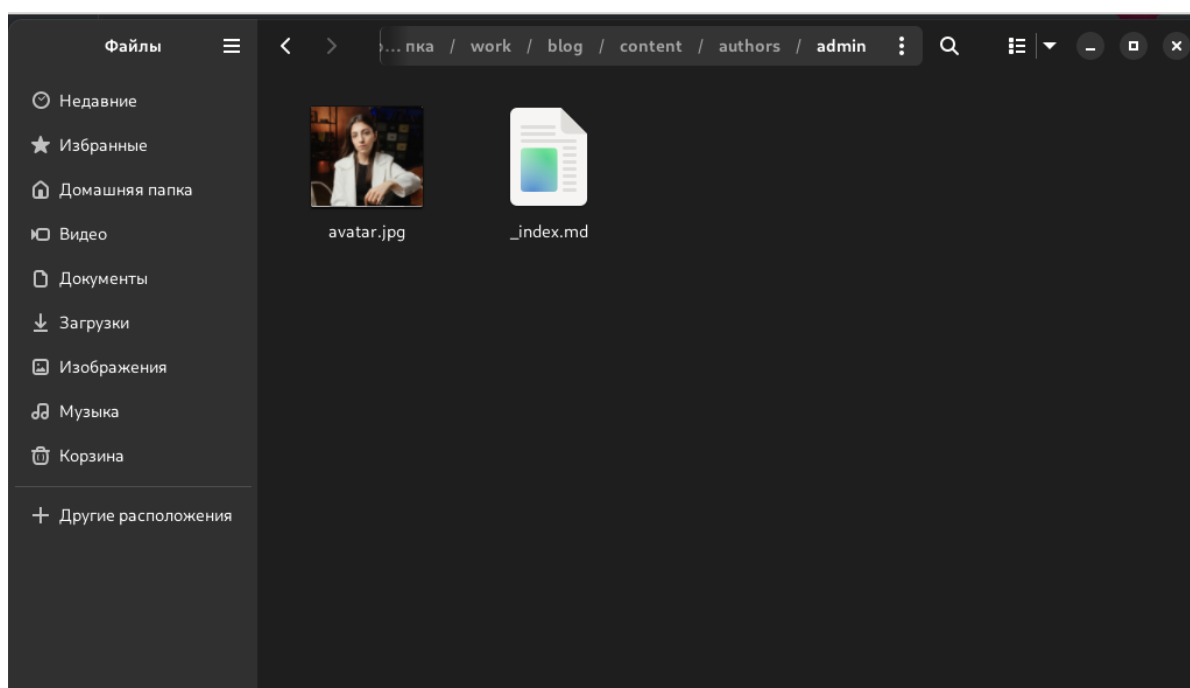 Файлы
пка / work / blog / content / authors / admin
Недавние
Избранные
Домашняя папка
Видео
Документы
Загрузки
Изображения
Музыка
Корзина
Другие расположения
avatar.jpg
_index.md